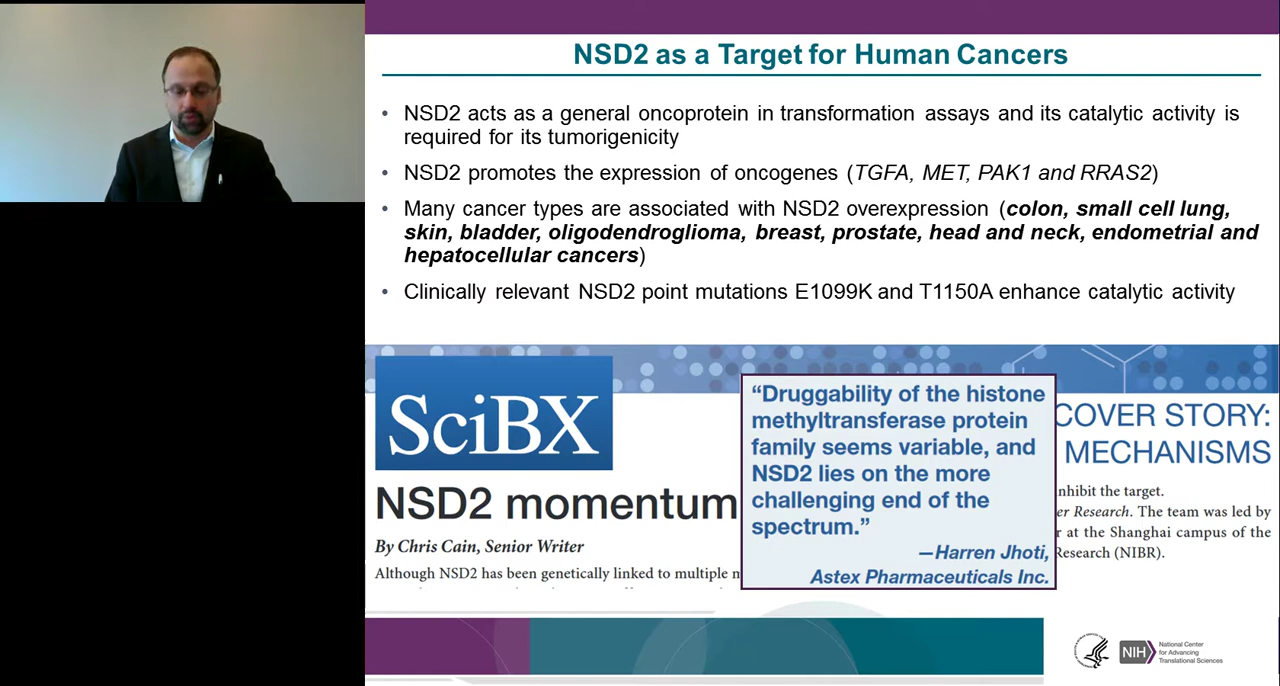 NSD2 as a Target for Human Cancers
• NSD2 acts as a general oncoprotein in transformation assays and its catalytic activity is
required for its tumorigenicity
• NSD2 promotes the expression of oncogenes (TGFA, MET, PAK1 and RRAS2)
• Many cancer types are associated with NSD2 overexpression (colon, small cell lung,
skin, bladder, oligodendroglioma, breast, prostate, head and neck, endometrial and
hepatocellular cancers)
• Clinically relevant NSD2 point mutations E1099K and T1150A enhance catalytic activity
SciBX
NSD2 momentum
By Chris Cain, Senior Writer
Although NSD2 has been genetically linked to multiple
“Druggability of the histone
methyltransferase protein
family seems variable, and
NSD2 lies on the more
challenging end of the
spectrum.”
—Harren Jhoti,
Astex Pharmaceuticals Inc.
COVER STORY:
MECHANISMS
nhibit the target.
er Research. The team was led by
r at the Shanghai campus of the
Research (NIBR).
NIH
National Center
for Advancing
Translational Sciences